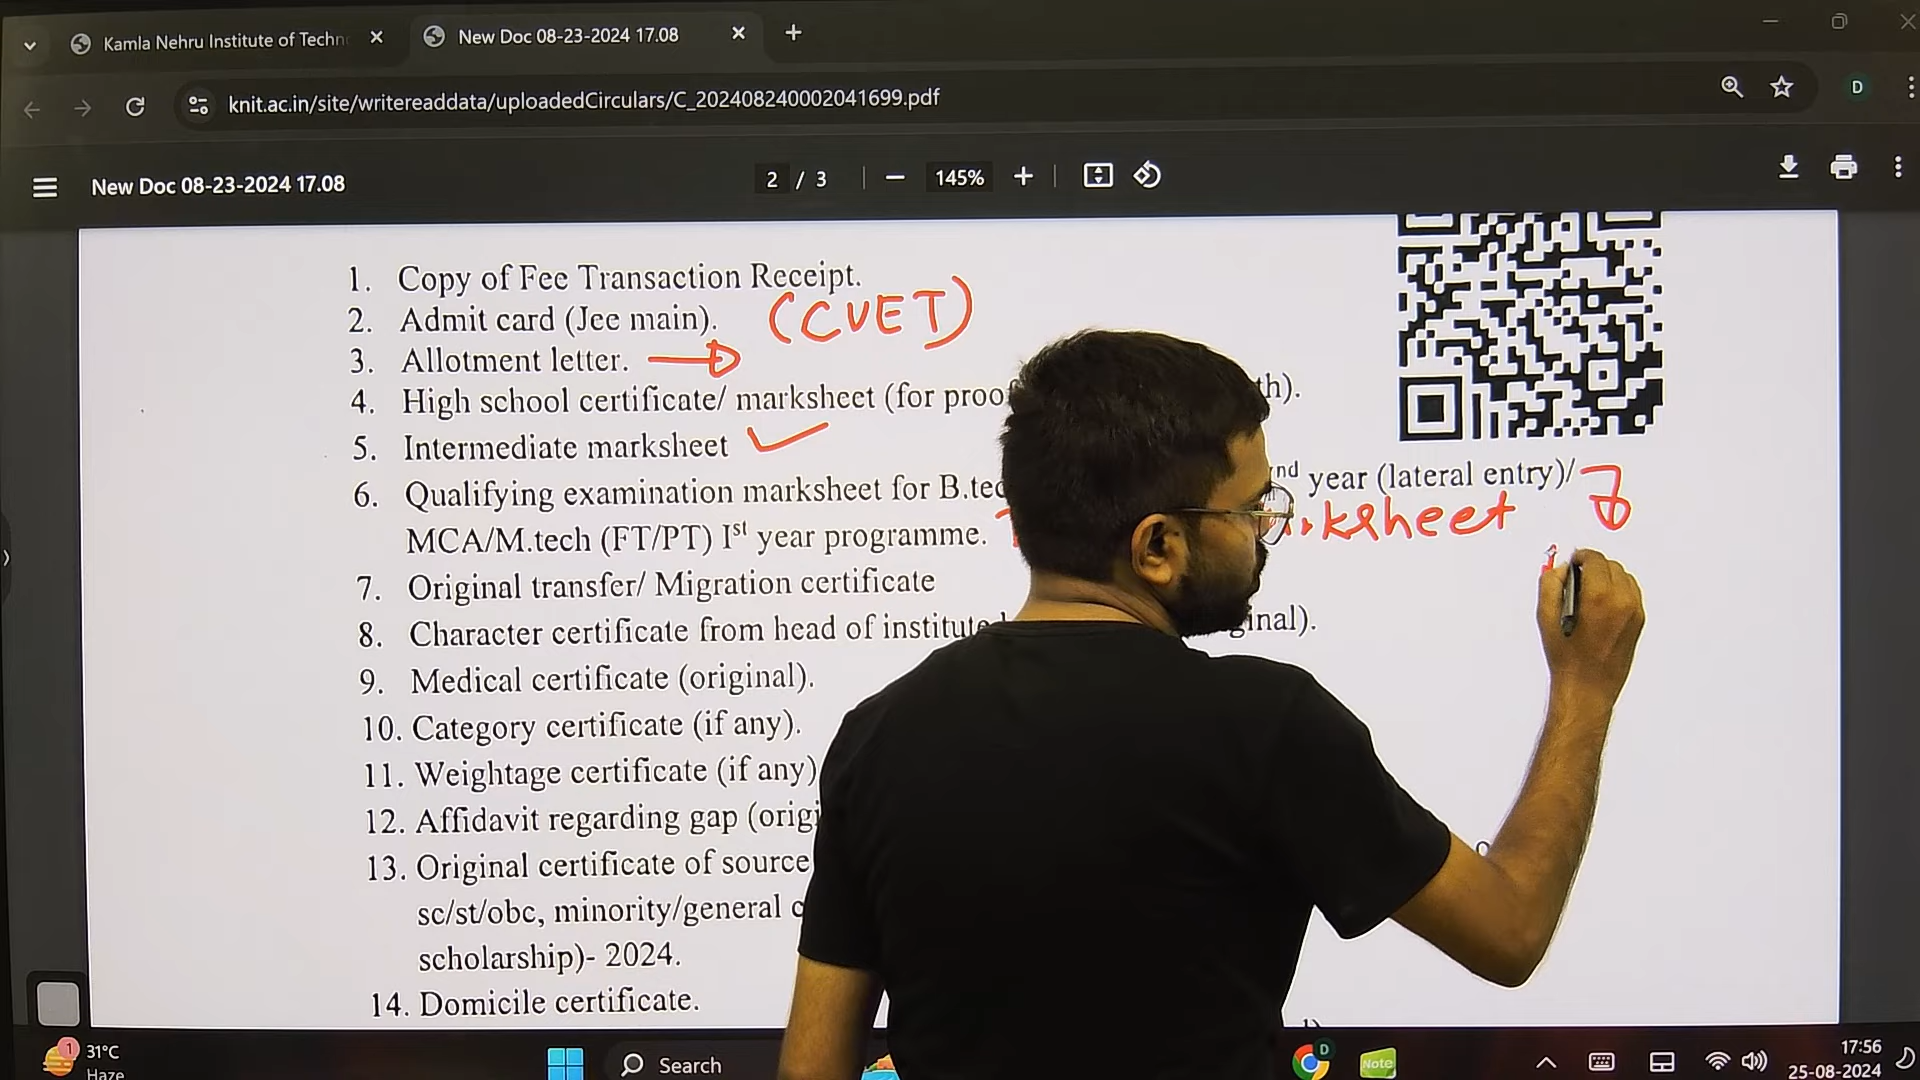 Kamla Nehru Institute of Techn
New Doc 08-23-2024 17.08
knit.ac.in/site/writereaddata/uploadedCirculars/C_202408240002041699.pdf
D
New Doc 08-23-2024 17.08
2 / 3
145%
1. Copy of Fee Transaction Receipt.
2. Admit card (Jee main). (CUET)
3. Allotment letter.
4. High school certificate/ marksheet (for proo th).
5. Intermediate marksheet
6. Qualifying examination marksheet for B.tec nd year (lateral entry)/
MCA/M.tech (FT/PT) Ist year programme. ksheet
7. Original transfer/ Migration certificate
8. Character certificate from head of institute ginal).
9. Medical certificate (original).
10. Category certificate (if any).
11. Weightage certificate (if any)
12. Affidavit regarding gap (origi
13. Original certificate of source
sc/st/obc, minority/general c
scholarship)- 2024.
14. Domicile certificate.
1
31°C
Haze
Search
D
Note
17:56
25-08-2024